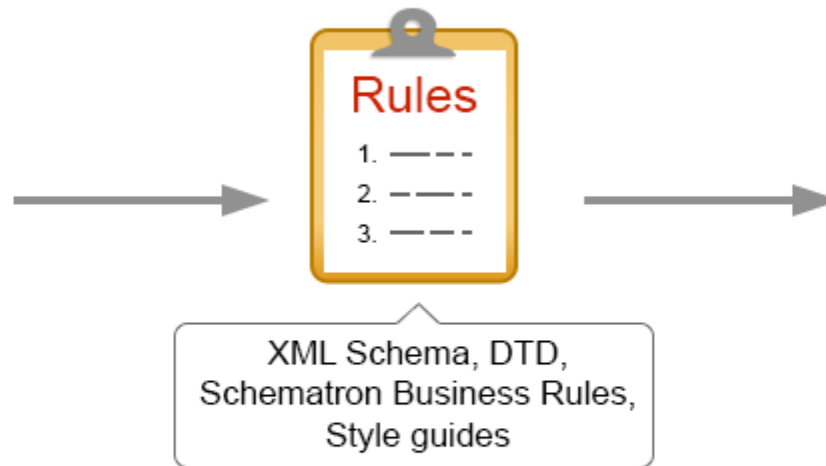 Rules
1.
2.
3.
XML Schema, DTD,
Schematron Business Rules,
Style guides